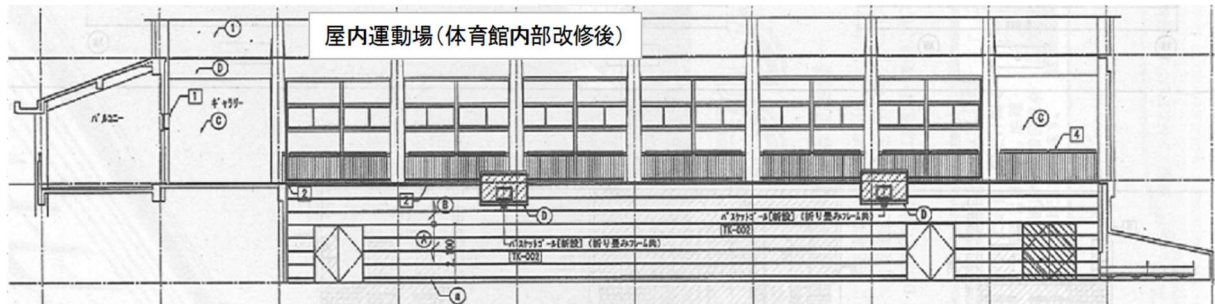 屋内運動場(体育館内部改修後)
1
D
1
ギャラリー
バルコニー
C
C
4
2
2
B
D
D
バスケットゴール[新設] (折り畳みフレーム共)
TK-002
A
2,100
バスケットゴール[新設] (折り畳みフレーム共)
TK-002
a